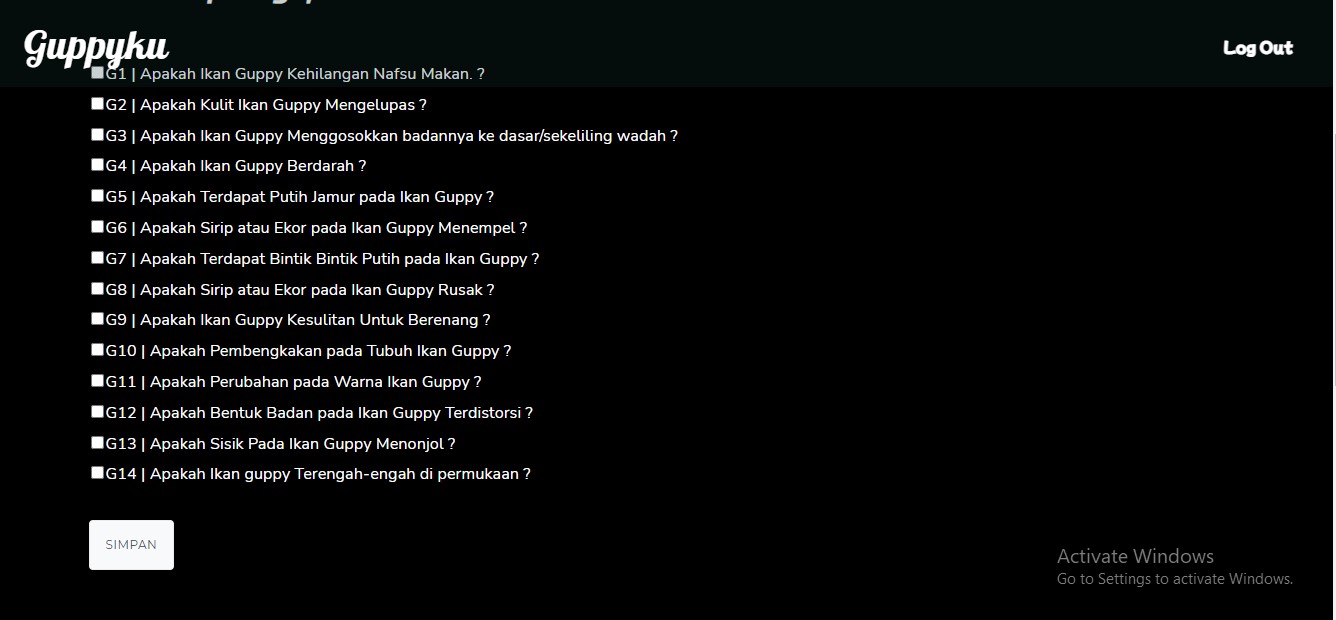 Guppyku
Log Out
G1 | Apakah Ikan Guppy Kehilangan Nafsu Makan. ?
G2 | Apakah Kulit Ikan Guppy Mengelupas ?
G3 | Apakah Ikan Guppy Menggosokkan badannya ke dasar/sekeliling wadah ?
G4 | Apakah Ikan Guppy Berdarah ?
G5 | Apakah Terdapat Putih Jamur pada Ikan Guppy ?
G6 | Apakah Sirip atau Ekor pada Ikan Guppy Menempel ?
G7 | Apakah Terdapat Bintik Bintik Putih pada Ikan Guppy ?
G8 | Apakah Sirip atau Ekor pada Ikan Guppy Rusak ?
G9 | Apakah Ikan Guppy Kesulitan Untuk Berenang ?
G10 | Apakah Pembengkakan pada Tubuh Ikan Guppy ?
G11 | Apakah Perubahan pada Warna Ikan Guppy ?
G12 | Apakah Bentuk Badan pada Ikan Guppy Terdistorsi ?
G13 | Apakah Sisik Pada Ikan Guppy Menonjol ?
G14 | Apakah Ikan guppy Terengah-engah di permukaan ?
SIMPAN
Activate Windows
Go to Settings to activate Windows.